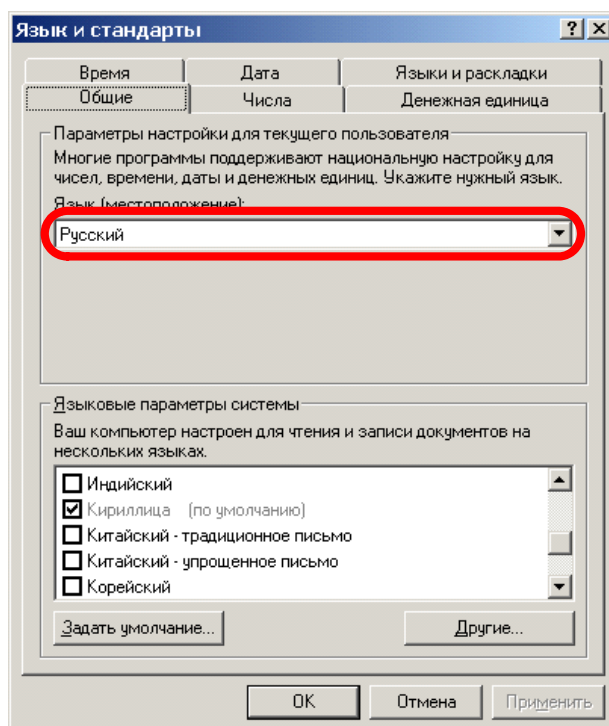 Язык и стандарты
Время Дата Языки и раскладки
Общие Числа Денежная единица
Параметры настройки для текущего пользователя
Многие программы поддерживают национальную настройку для
чисел, времени, даты и денежных единиц. Укажите нужный язык.
Язык (местоположение):
Русский
Языковые параметры системы
Ваш компьютер настроен для чтения и записи документов на
нескольких языках.
Индийский
Кириллица (по умолчанию)
Китайский - традиционное письмо
Китайский - упрощенное письмо
Корейский
Задать умолчание... Другие...
OK Отмена Применить